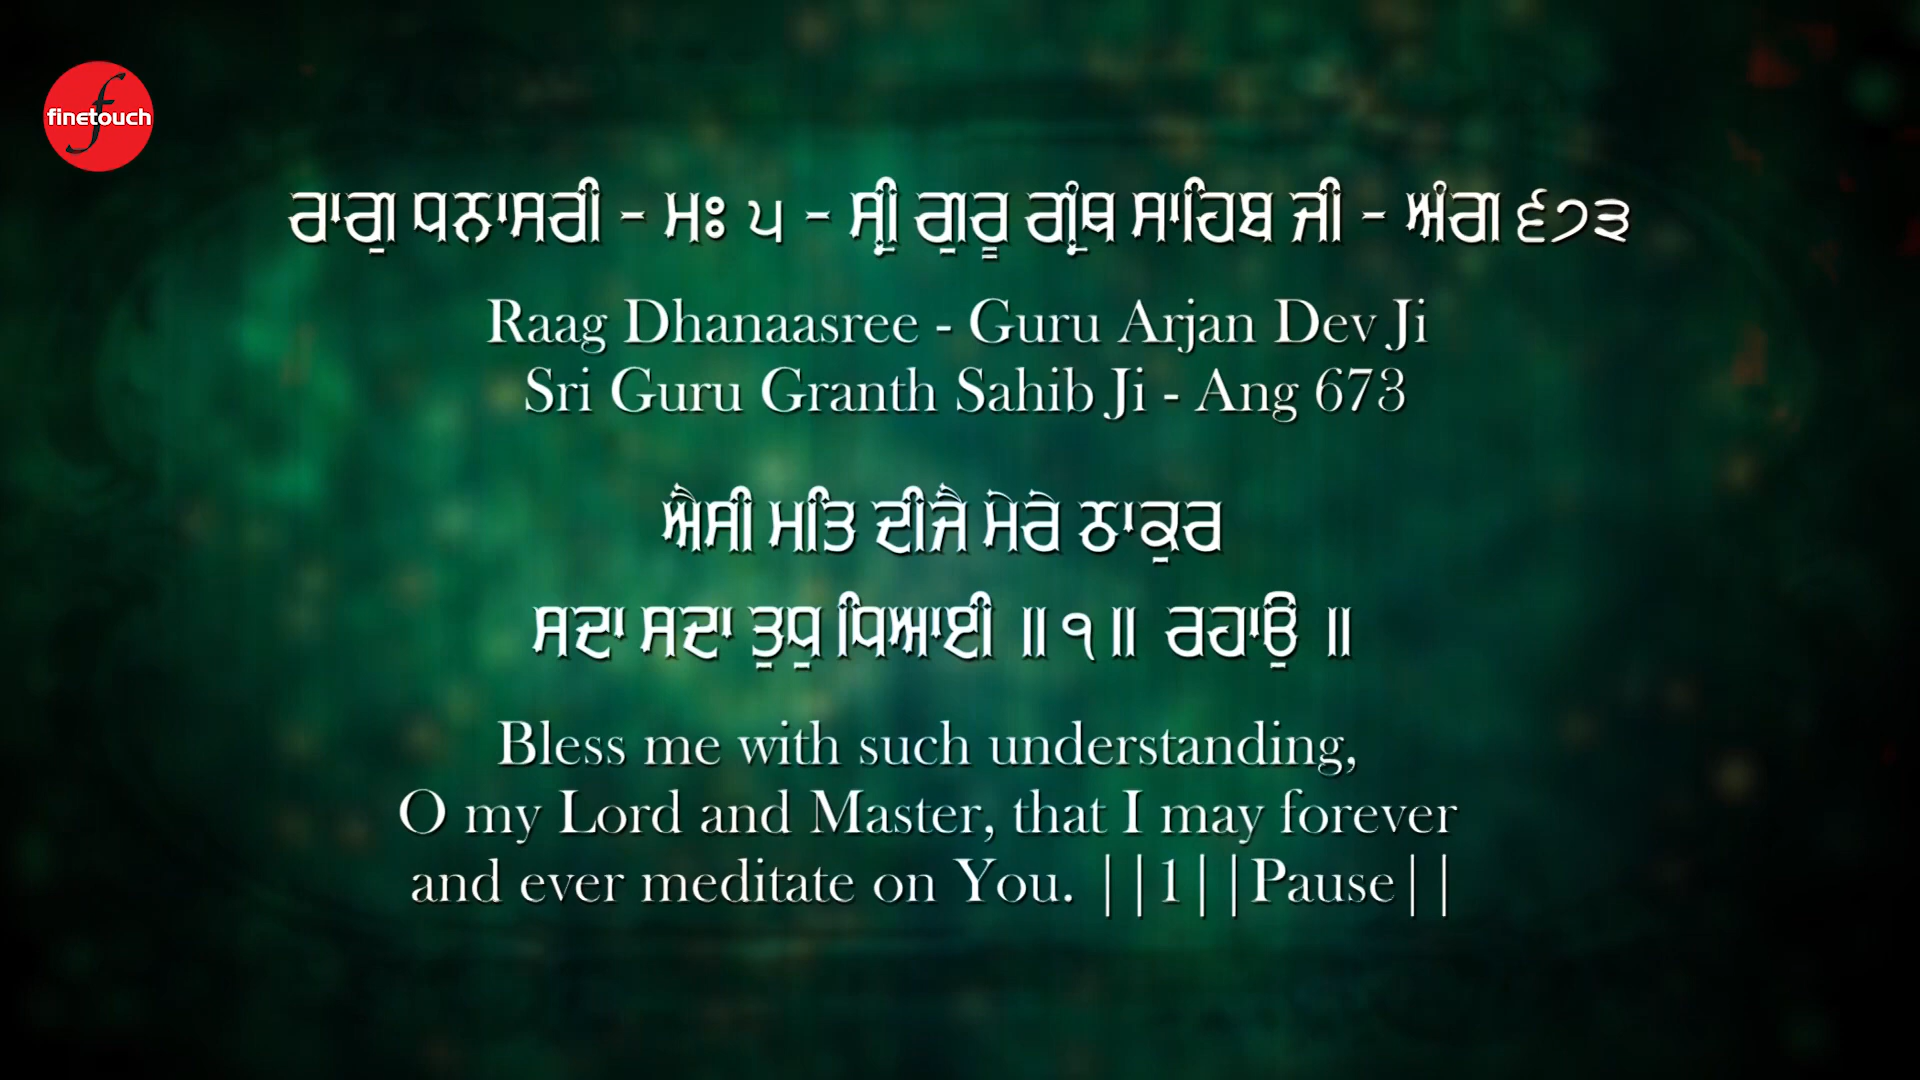 finetouch
ਰਾਗੁ ਧਨਾਸਰੀ - ਮਃ ੫ - ਸ੍ਰੀ ਗੁਰੂ ਗ੍ਰੰਥ ਸਾਹਿਬ ਜੀ - ਅੰਗ ੬੭੩
Raag Dhanaasree - Guru Arjan Dev Ji
Sri Guru Granth Sahib Ji - Ang 673
ਐਸੀ ਮਤਿ ਦੀਜੈ ਮੇਰੇ ਠਾਕੁਰ
ਸਦਾ ਸਦਾ ਤੁਧੁ ਧਿਆਈ ॥੧॥ ਰਹਾਉ ॥
Bless me with such understanding,
O my Lord and Master, that I may forever
and ever meditate on You. ||1||Pause||